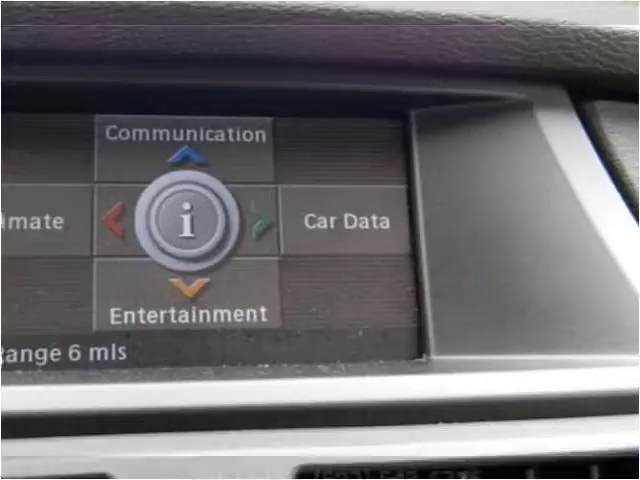 Communication
imate
i
Car Data
Entertainment
Range 6 mls